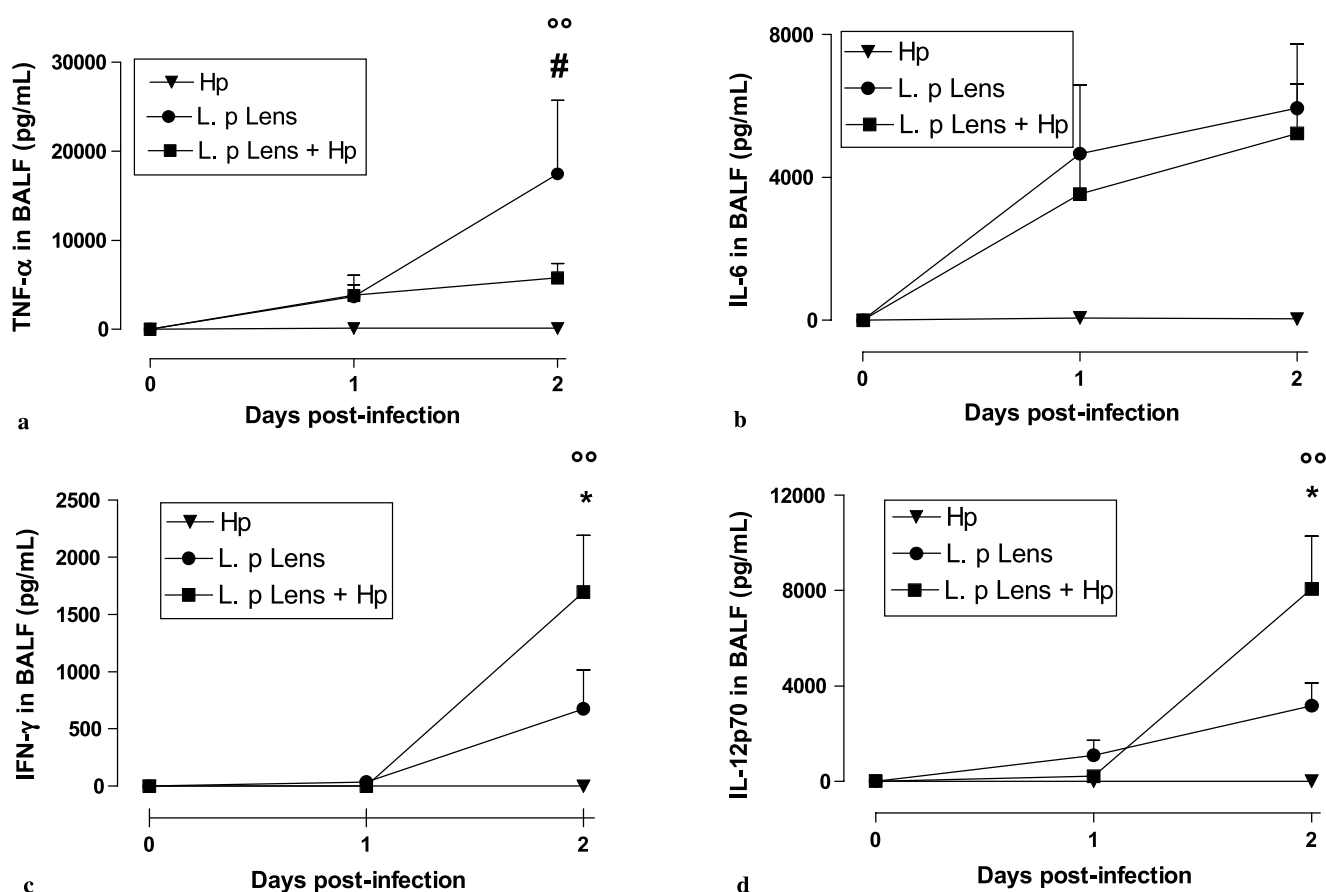 °°
#
30000
20000
10000
0
TNF-α in BALF (pg/mL)
Hp
L. p Lens
L. p Lens + Hp
0 1 2
Days post-infection
a
8000
4000
0
IL-6 in BALF (pg/mL)
Hp
L. p Lens
L. p Lens + Hp
0 1 2
Days post-infection
b
°°
*
2500
2000
1500
1000
500
0
IFN-γ in BALF (pg/mL)
Hp
L. p Lens
L. p Lens + Hp
0 1 2
Days post-infection
c
°°
*
12000
8000
4000
0
IL-12p70 in BALF (pg/mL)
Hp
L. p Lens
L. p Lens + Hp
0 1 2
Days post-infection
d